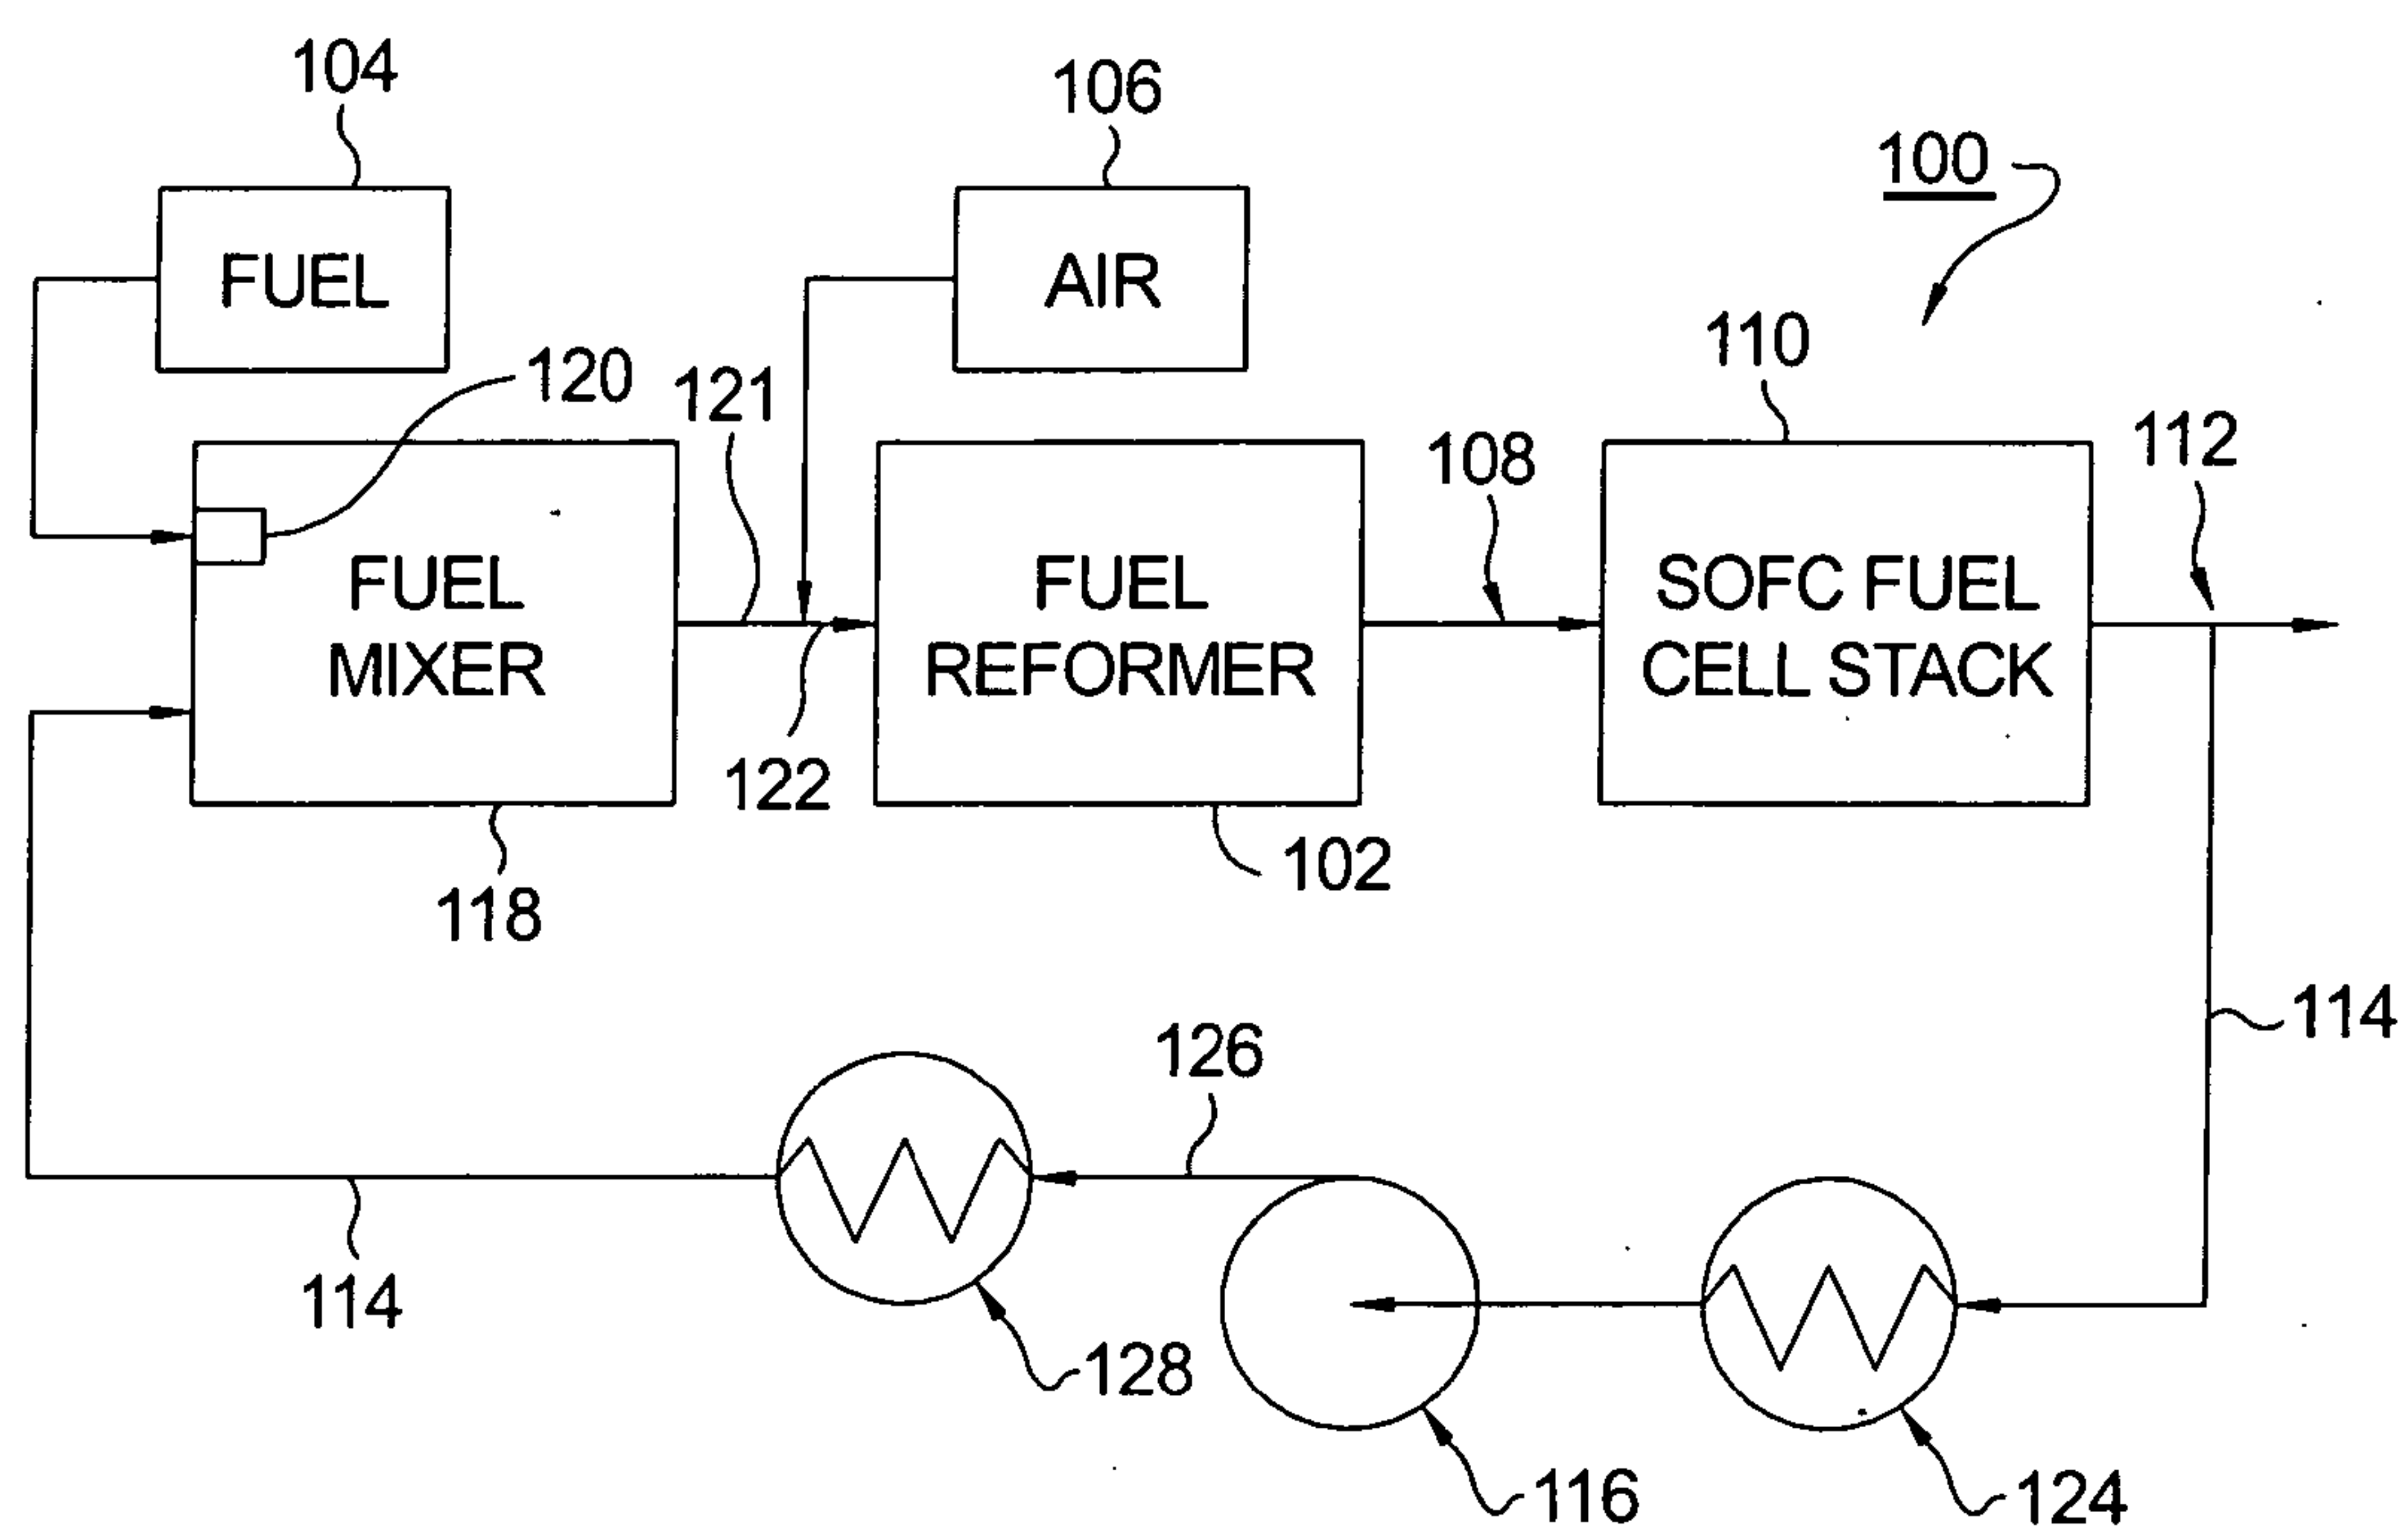 104
106
100
FUEL
AIR
110
120
121
112
108
FUEL
MIXER
FUEL
REFORMER
SOFC FUEL
CELL STACK
122
102
118
114
126
114
128
116
124